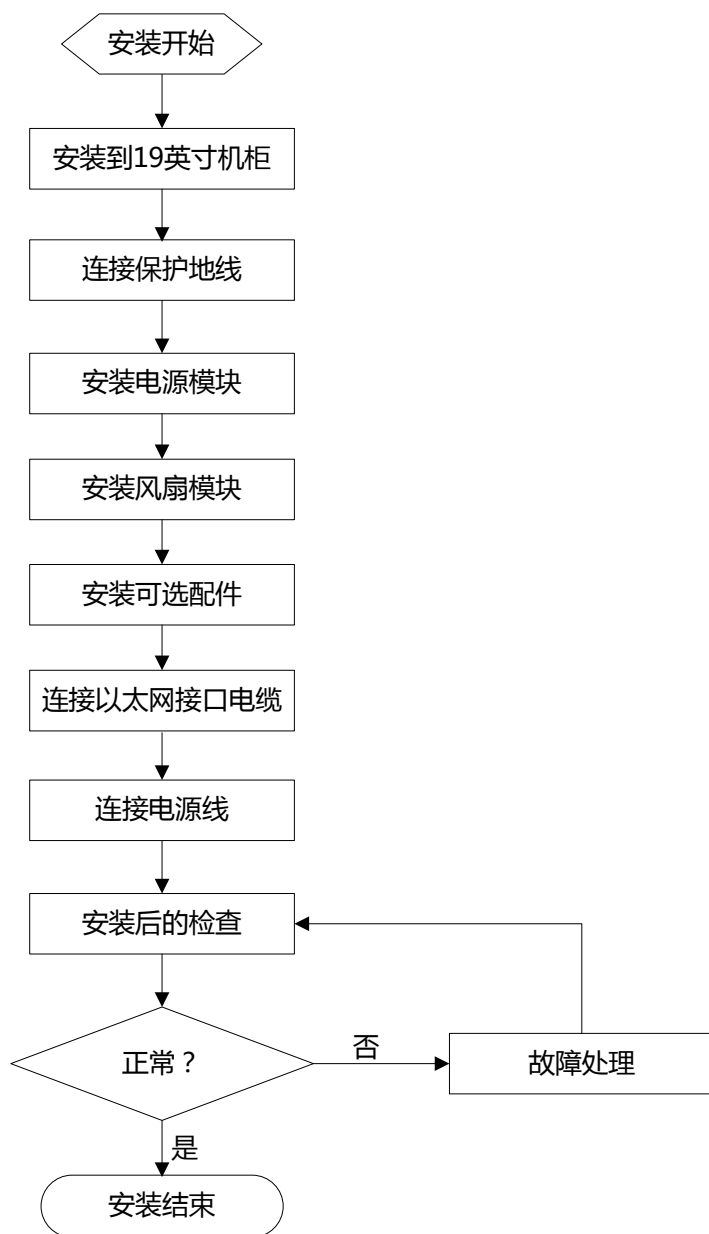 安装开始
安装到19英寸机柜
连接保护地线
安装电源模块
安装风扇模块
安装可选配件
连接以太网接口电缆
连接电源线
安装后的检查
正常？
否
故障处理
是
安装结束